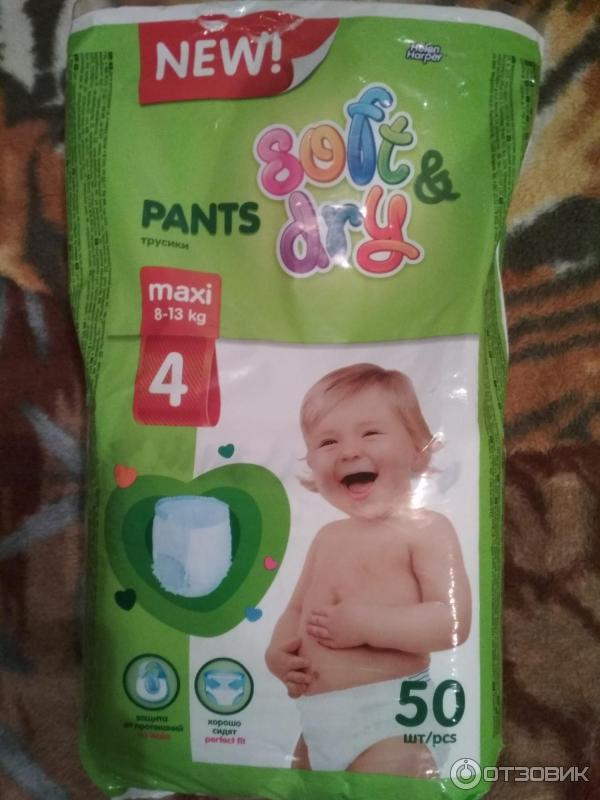 NEW!
Helen
Harper
soft &
dry
PANTS
трусики
maxi
8-13 kg
4
защита
от протеканий
хорошо
сидят
perfect fit
50
шт/pcs
ОТЗОВИК